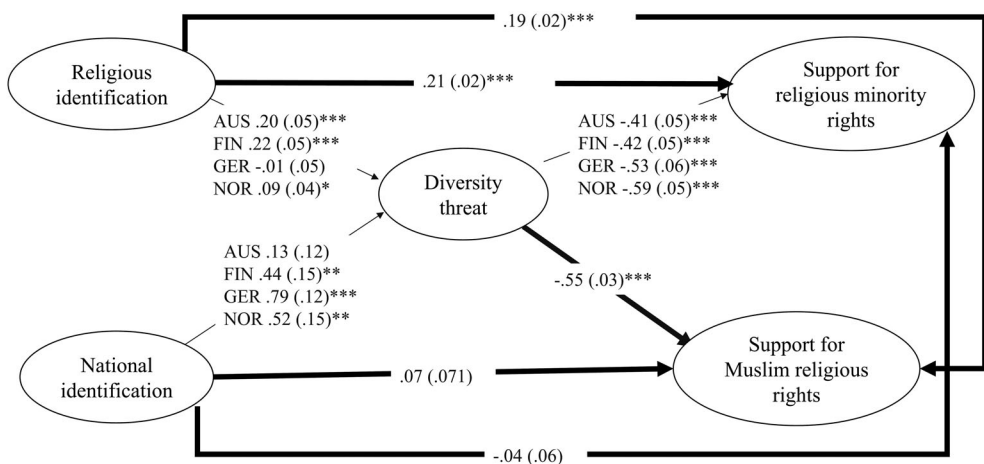 .19 (.02)***
Religious
identification
.21 (.02)***
Support for
religious minority
rights
AUS .20 (.05)***
FIN .22 (.05)***
GER -.01 (.05)
NOR .09 (.04)*
Diversity
threat
AUS -.41 (.05)***
FIN -.42 (.05)***
GER -.53 (.06)***
NOR -.59 (.05)***
AUS .13 (.12)
FIN .44 (.15)**
GER .79 (.12)***
NOR .52 (.15)**
-.55 (.03)***
National
identification
.07 (.071)
Support for
Muslim religious
rights
-.04 (.06)